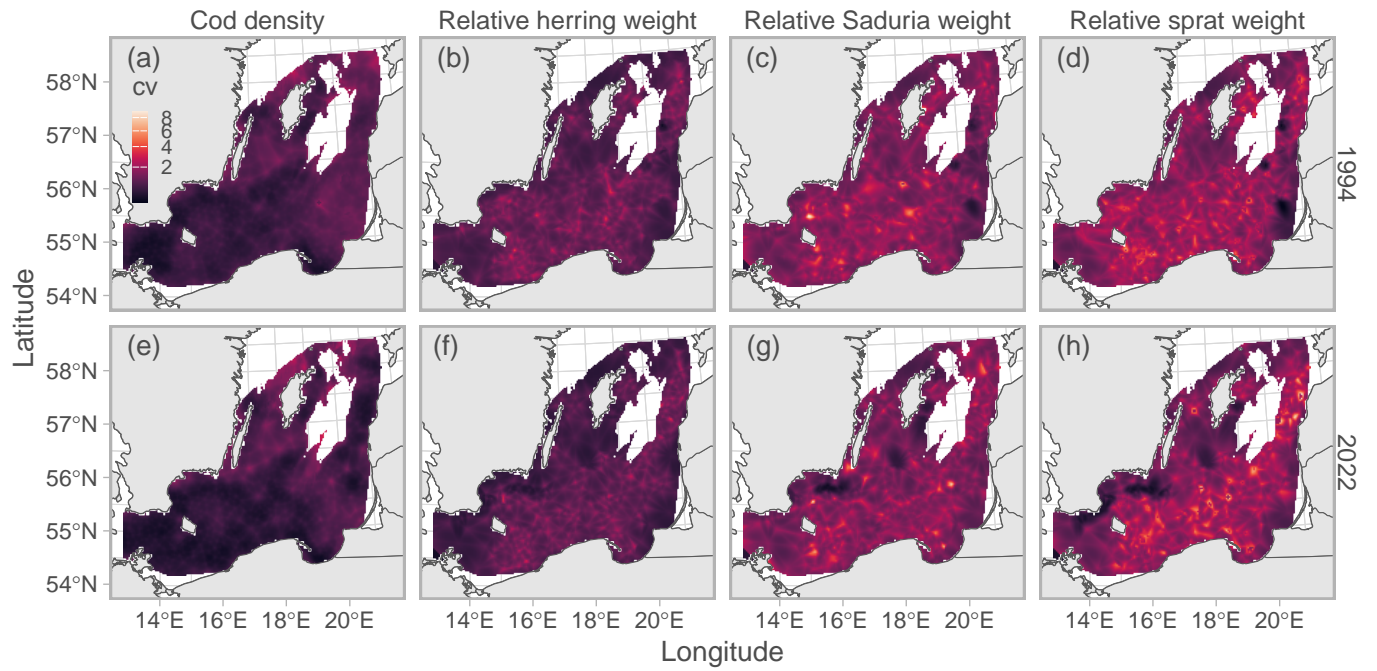 Cod density
Relative herring weight
Relative Saduria weight
Relative sprat weight
(a)
(b)
(c)
(d)
cv
8
6
4
2
58°N
57°N
56°N
55°N
54°N
1994
Latitude
(e)
(f)
(g)
(h)
58°N
57°N
56°N
55°N
54°N
2022
14°E 16°E 18°E 20°E
14°E 16°E 18°E 20°E
14°E 16°E 18°E 20°E
14°E 16°E 18°E 20°E
Longitude